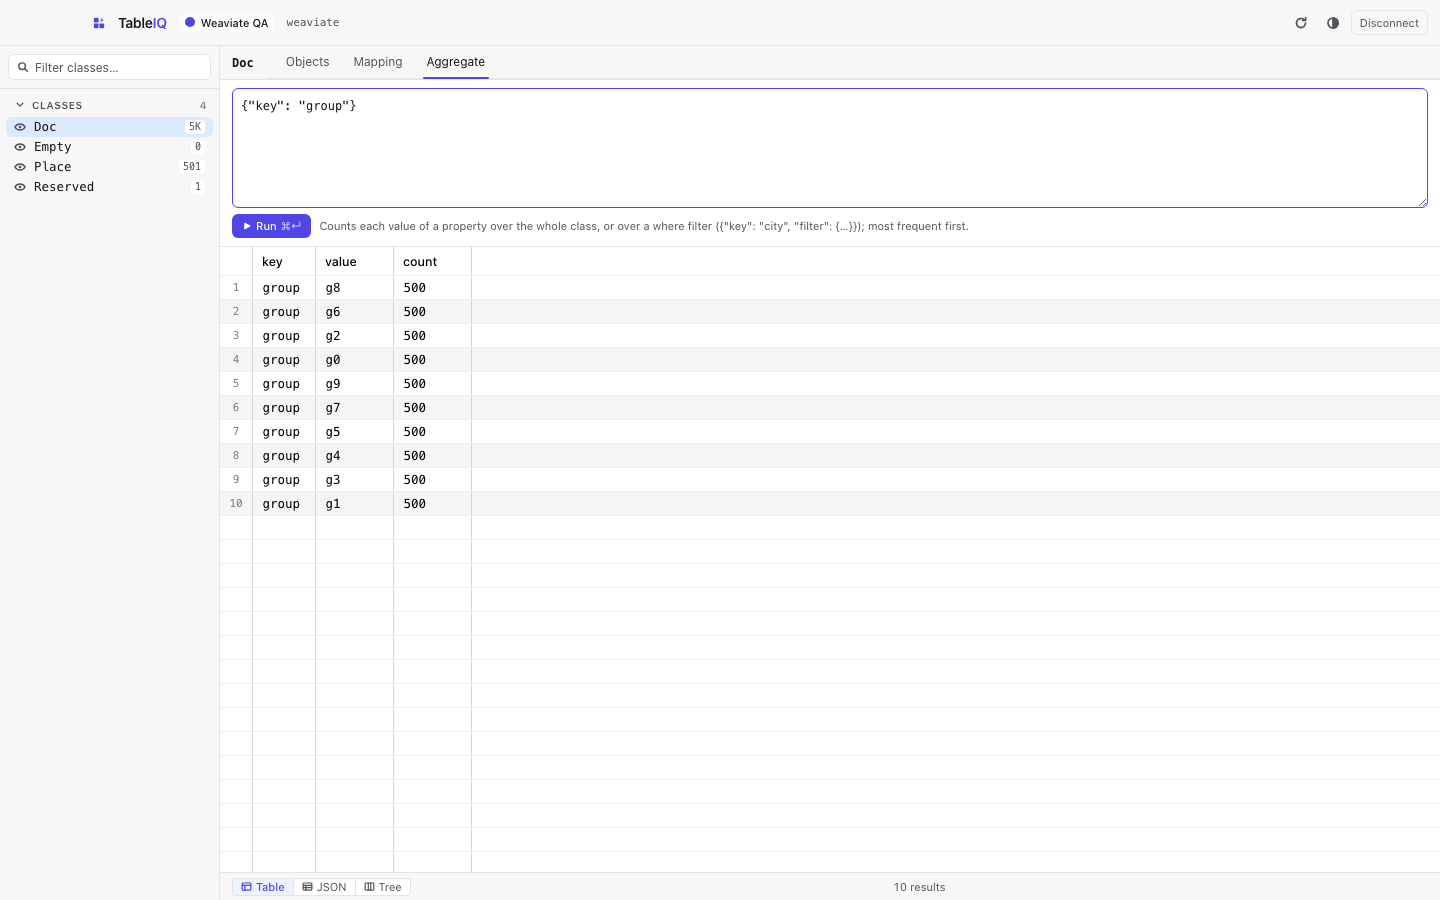 TableIQ
Weaviate QA
weaviate
Disconnect
Filter classes...
CLASSES 4
Doc 5K
Empty 0
Place 501
Reserved 1
Doc
Objects
Mapping
Aggregate
{"key": "group"}
Run ⌘↵
Counts each value of a property over the whole class, or over a where filter ({"key": "city", "filter": {…}}); most frequent first.
key value count
1 group g8 500
2 group g6 500
3 group g2 500
4 group g0 500
5 group g9 500
6 group g7 500
7 group g5 500
8 group g4 500
9 group g3 500
10 group g1 500
Table
JSON
Tree
10 results